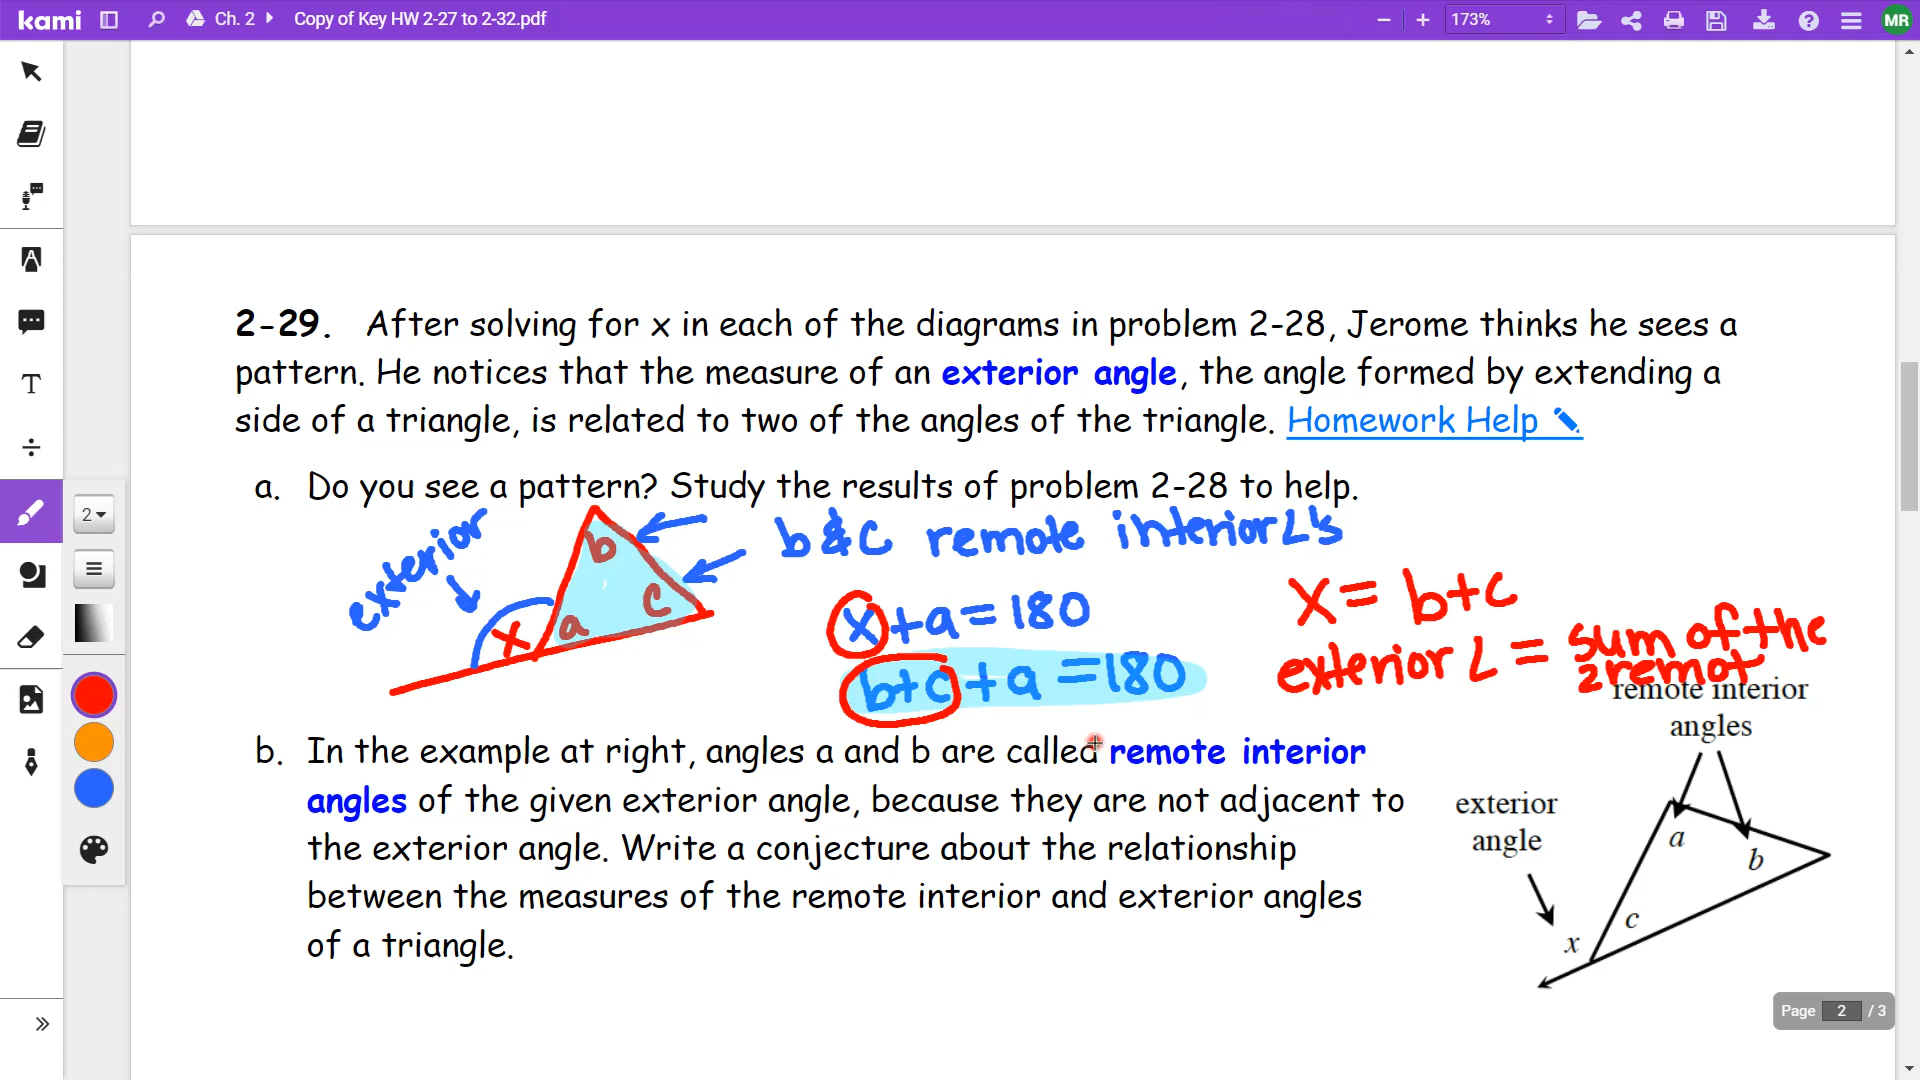 kami Ch. 2 Copy of Key HW 2-27 to 2-32.pdf 173% MR
2-29. After solving for x in each of the diagrams in problem 2-28, Jerome thinks he sees a
pattern. He notices that the measure of an exterior angle, the angle formed by extending a
side of a triangle, is related to two of the angles of the triangle. Homework Help
a. Do you see a pattern? Study the results of problem 2-28 to help.
exterior
b & c remote interior ∠'s
b
c
a
x
x+a=180
b+c+a=180
x=b+c
exterior ∠ = sum of the
2 remot
b. In the example at right, angles a and b are called remote interior
angles of the given exterior angle, because they are not adjacent to
the exterior angle. Write a conjecture about the relationship
between the measures of the remote interior and exterior angles
of a triangle.
remote interior
angles
exterior
angle
a
b
c
x
2
T
Page 2 / 3